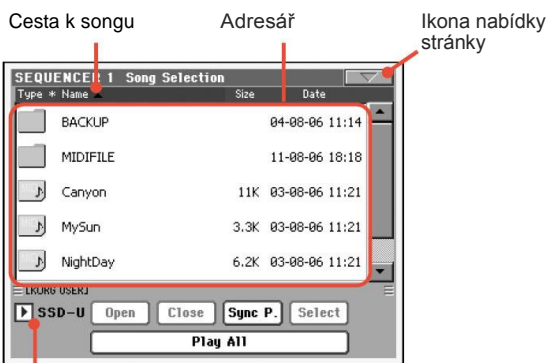 Cesta k songu
Adresář
Ikona nabídky
stránky
SEQUENCER 1 Song Selection
Type * Name Size Date
BACKUP 04-08-06 11:14
MIDIFILE 11-08-06 18:18
Canyon 11K 03-08-06 11:21
MySun 3.3K 03-08-06 11:21
NightDay 6.2K 03-08-06 11:21
[KORG USER]
SSD-U Open Close Sync P. Select
Play All